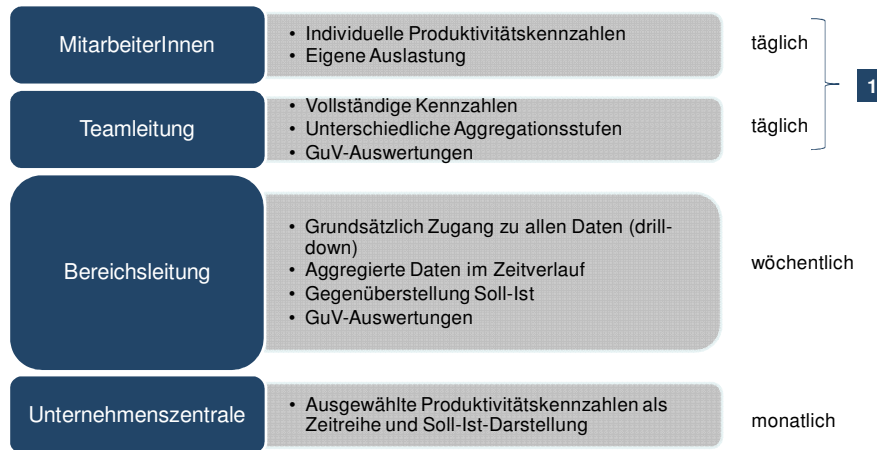 MitarbeiterInnen
• Individuelle Produktivitätskennzahlen
• Eigene Auslastung
täglich
1
Teamleitung
• Vollständige Kennzahlen
• Unterschiedliche Aggregationsstufen
• GuV-Auswertungen
täglich
Bereichsleitung
• Grundsätzlich Zugang zu allen Daten (drill-
down)
• Aggregierte Daten im Zeitverlauf
• Gegenüberstellung Soll-Ist
• GuV-Auswertungen
wöchentlich
Unternehmenszentrale
• Ausgewählte Produktivitätskennzahlen als
Zeitreihe und Soll-Ist-Darstellung
monatlich